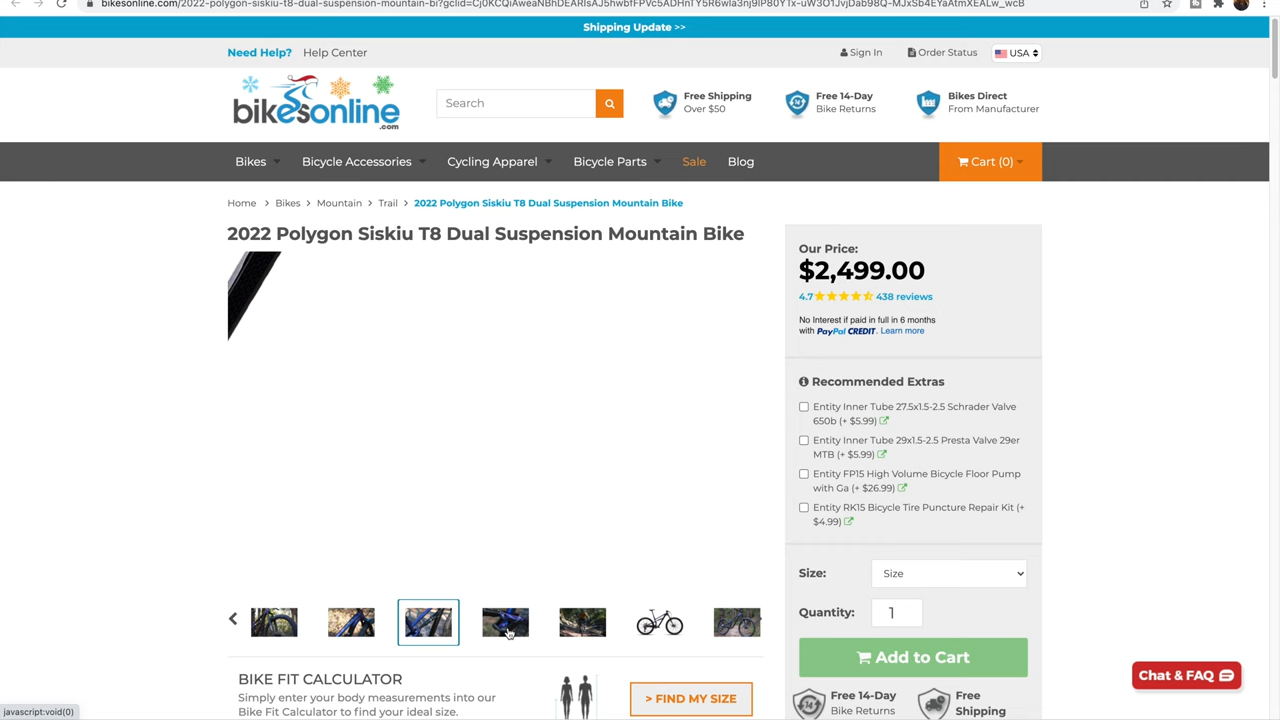 bikesonline.com/2022-polygon-siskiu-t8-dual-suspension-mountain-bi?gclid=
Shipping Update >>
Need Help? Help Center
Sign In
Order Status
USA
bikesonline
.com
Search
Free Shipping
Over $50
Free 14-Day
Bike Returns
Bikes Direct
From Manufacturer
Bikes
Bicycle Accessories
Cycling Apparel
Bicycle Parts
Sale
Blog
Cart (0)
Home > Bikes > Mountain > Trail > 2022 Polygon Siskiu T8 Dual Suspension Mountain Bike
2022 Polygon Siskiu T8 Dual Suspension Mountain Bike
Our Price:
$2,499.00
4.7 438 reviews
No Interest if paid in full in 6 months
with PayPal CREDIT. Learn more
Recommended Extras
Entity Inner Tube 27.5x1.5-2.5 Schrader Valve
650b (+ $5.99)
Entity Inner Tube 29x1.5-2.5 Presta Valve 29er
MTB (+ $5.99)
Entity FP15 High Volume Bicycle Floor Pump
with Ga (+ $26.99)
Entity RK15 Bicycle Tire Puncture Repair Kit (+
$4.99)
Size: Size
Quantity: 1
Add to Cart
Free 14-Day
Bike Returns
Free
Shipping
BIKE FIT CALCULATOR
Simply enter your body measurements into our
Bike Fit Calculator to find your ideal size.
> FIND MY SIZE
Chat & FAQ
javascript:void(0)